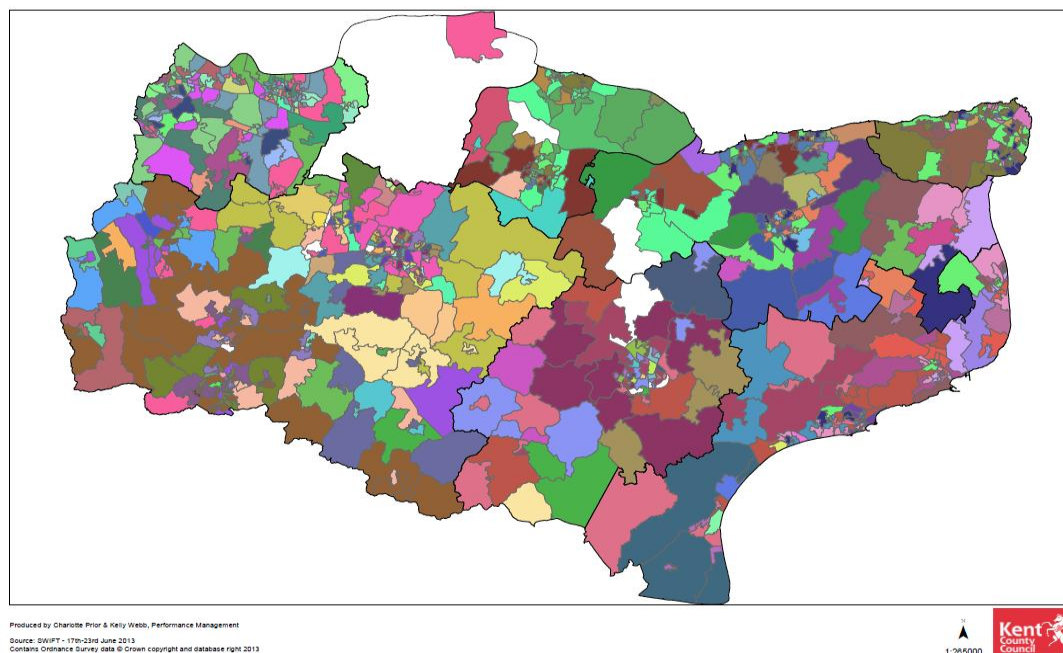 Produced by Charlotte Prior & Kelly Webb, Performance Management
Source: SWIFT - 17th-23rd June 2013
Contains Ordnance Survey data © Crown copyright and database right 2013
N
1:265000
Kent
County
Council